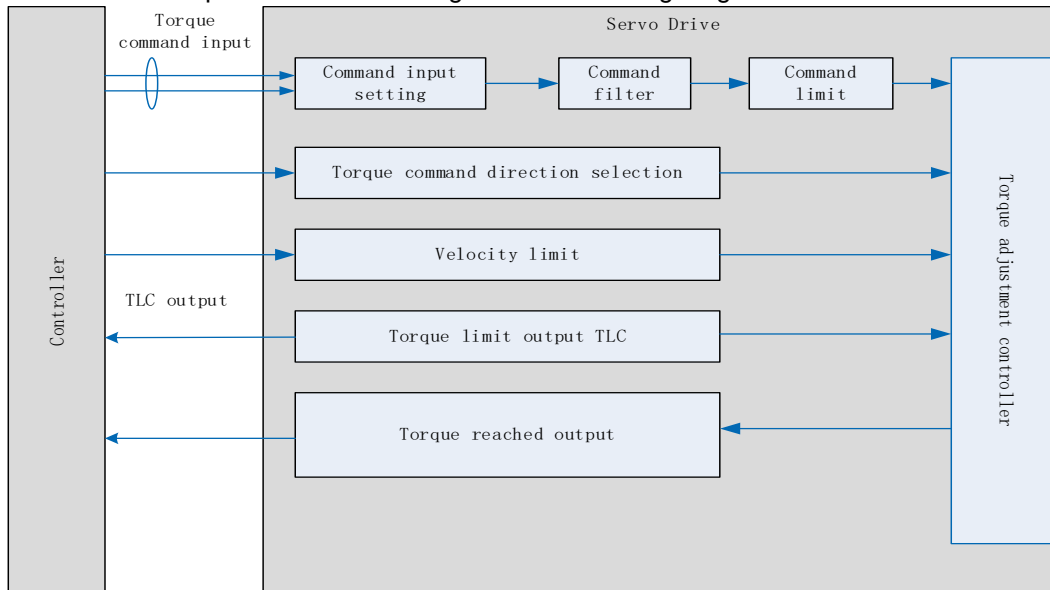 Torque
command input
Servo Drive
Command input
setting
Command
filter
Command
limit
Torque command direction selection
Velocity limit
TLC output
Torque limit output TLC
Torque reached output
Controller
Torque adjustment controller